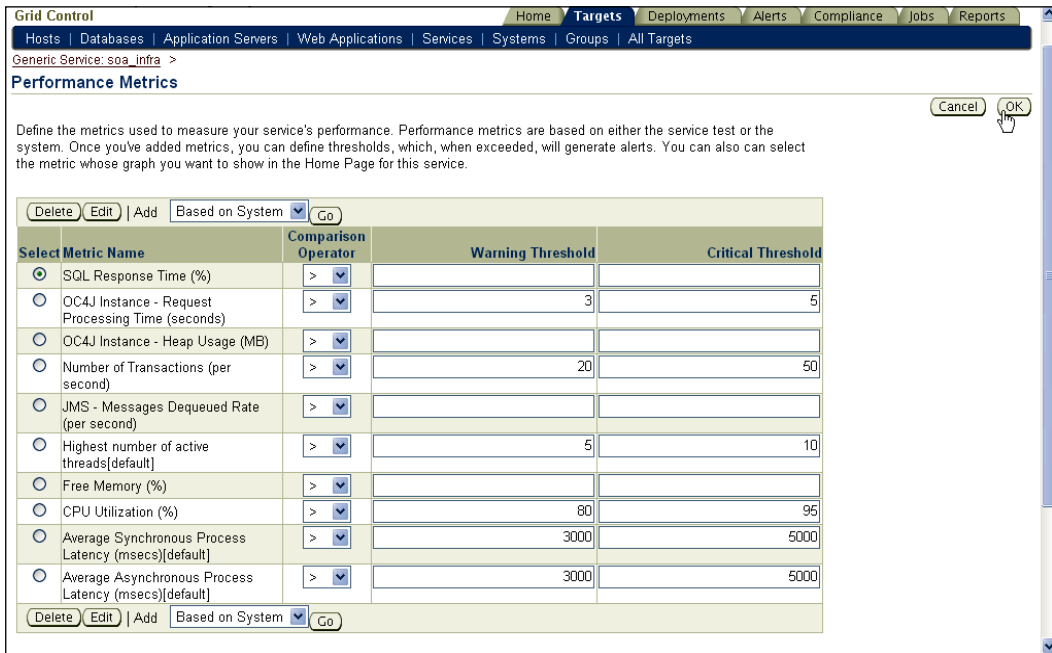 Grid Control
Home Targets Deployments Alerts Compliance Jobs Reports
Hosts | Databases | Application Servers | Web Applications | Services | Systems | Groups | All Targets
Generic Service: soa_infra >
Performance Metrics
Cancel OK
Define the metrics used to measure your service's performance. Performance metrics are based on either the service test or the
system. Once you've added metrics, you can define thresholds, which, when exceeded, will generate alerts. You can also can select
the metric whose graph you want to show in the Home Page for this service.
Delete Edit | Add Based on System Go
Select Metric Name Comparison Operator Warning Threshold Critical Threshold
SQL Response Time (%) >
OC4J Instance - Request > 3 5
Processing Time (seconds)
OC4J Instance - Heap Usage (MB) >
Number of Transactions (per > 20 50
second)
JMS - Messages Dequeued Rate >
(per second)
Highest number of active > 5 10
threads[default]
Free Memory (%) >
CPU Utilization (%) > 80 95
Average Synchronous Process > 3000 5000
Latency (msecs)[default]
Average Asynchronous Process > 3000 5000
Latency (msecs)[default]
Delete Edit | Add Based on System Go